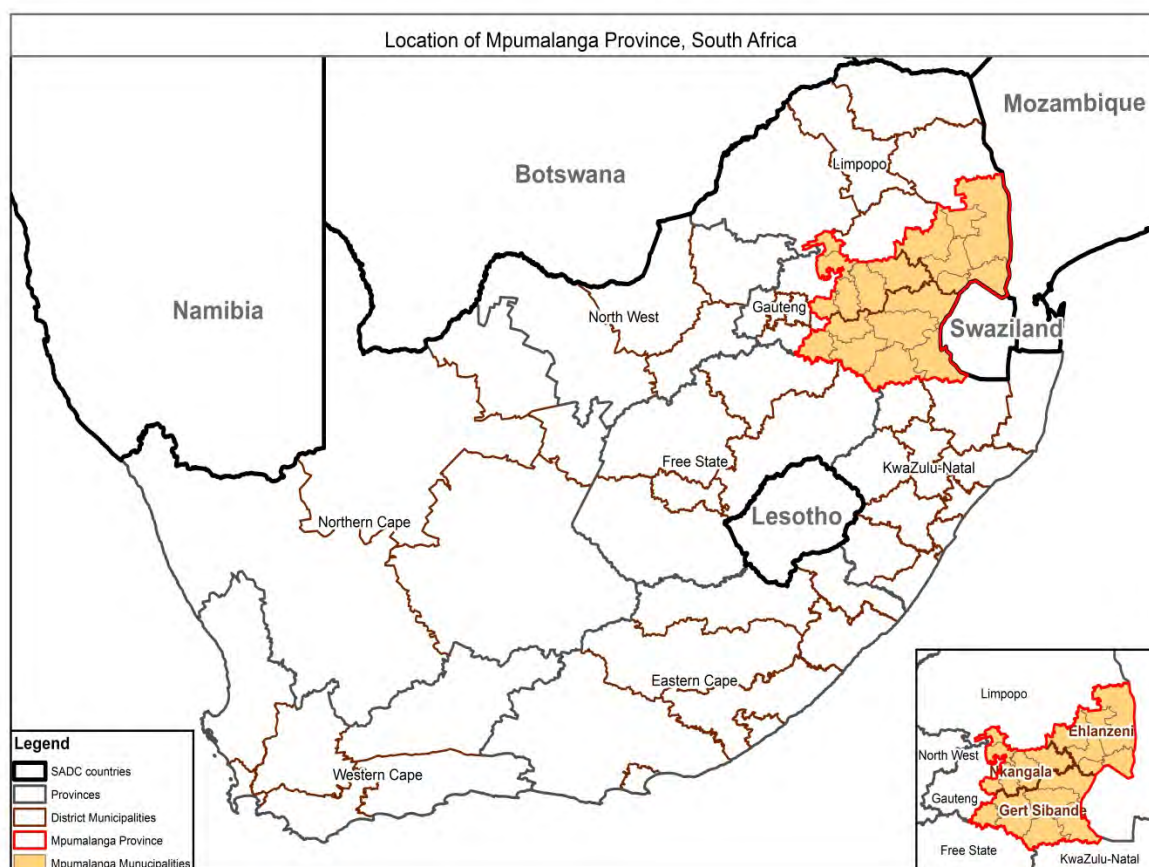 Location of Mpumalanga Province, South Africa
Mozambique
Limpopo
Botswana
Namibia
North West
Gauteng
Swaziland
Free State
KwaZulu-Natal
Lesotho
Northern Cape
Eastern Cape
Western Cape
Legend
SADC countries
Provinces
District Municipalities
Mpumalanga Province
Mpumalanga Municipalities
Limpopo
Ehlanzeni
North West
Nkangala
Gauteng
Gert Sibande
Free State
KwaZulu-Natal